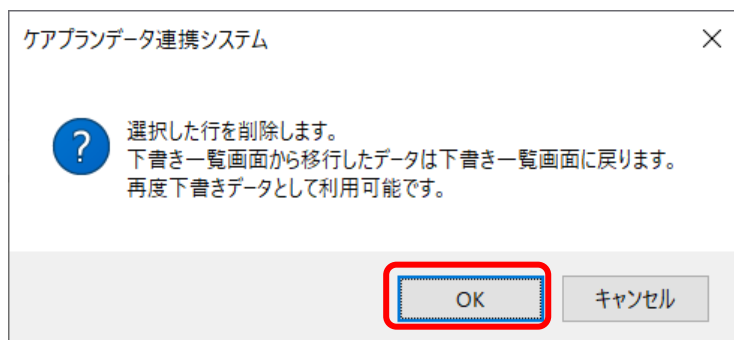 ケアプランデータ連携システム
?
選択した行を削除します。
下書き一覧画面から移行したデータは下書き一覧画面に戻ります。
再度下書きデータとして利用可能です。
OK
キャンセル